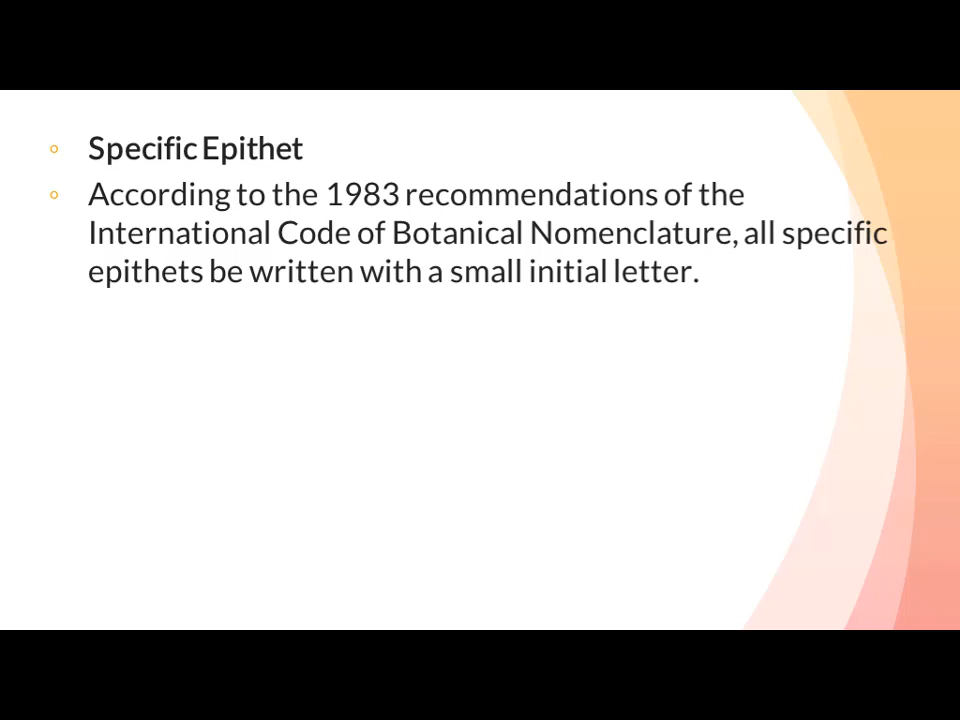 Specific Epithet
According to the 1983 recommendations of the
International Code of Botanical Nomenclature, all specific
epithets be written with a small initial letter.